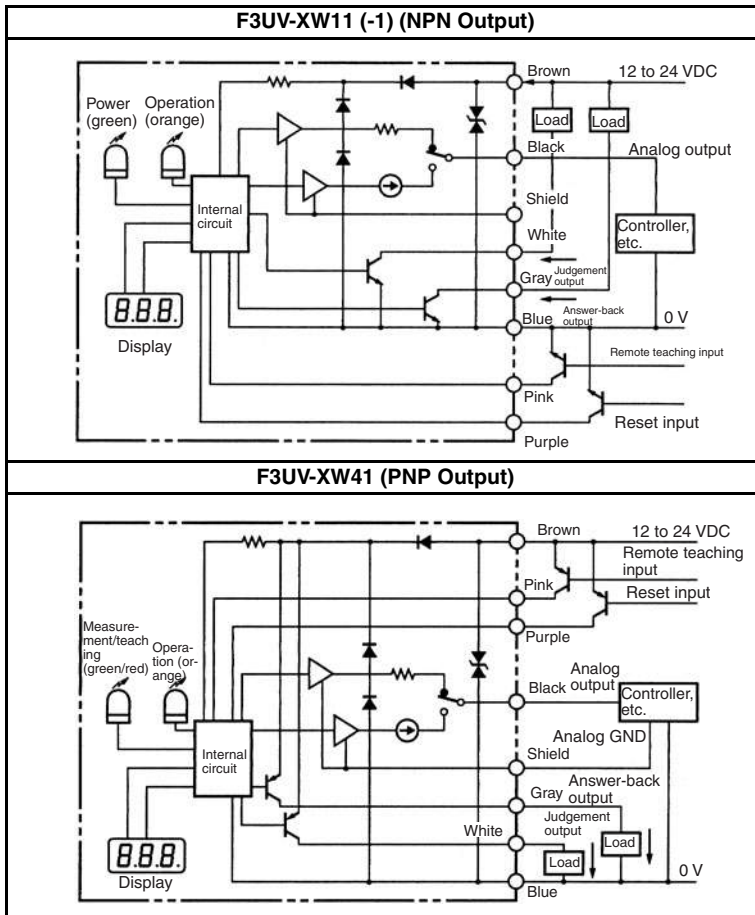 F3UV-XW11 (-1) (NPN Output)
Power
(green)
Operation
(orange)
Internal
circuit
8.8.8.
Display
Brown
12 to 24 VDC
Load
Load
Black
Analog output
Shield
White
Controller,
etc.
Gray
Judgement
output
Blue
Answer-back
output
0 V
Remote teaching input
Pink
Reset input
Purple
F3UV-XW41 (PNP Output)
Brown
12 to 24 VDC
Remote teaching
input
Pink
Reset input
Purple
Measure-
ment/teach
ing
(green/red)
Opera-
tion (or-
ange)
Internal
circuit
8.8.8.
Display
Analog
output
Black
Controller,
etc.
Analog GND
Shield
Answer-back
output
Gray
White
Judgement
output
Load
Load
0 V
Blue